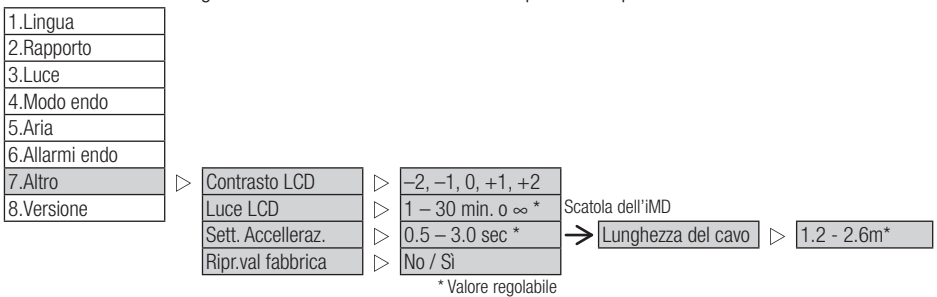 1.Lingua
2.Rapporto
3.Luce
4.Modo endo
5.Aria
6.Allarmi endo
7.Altro ▷ Contrasto LCD ▷ –2, –1, 0, +1, +2
8.Versione Luce LCD ▷ 1 – 30 min. o ∞ * Scatola dell'iMD
Sett. Accelleraz. ▷ 0.5 – 3.0 sec * → Lunghezza del cavo ▷ 1.2 - 2.6m*
Ripr.val fabbrica ▷ No / Sì
* Valore regolabile